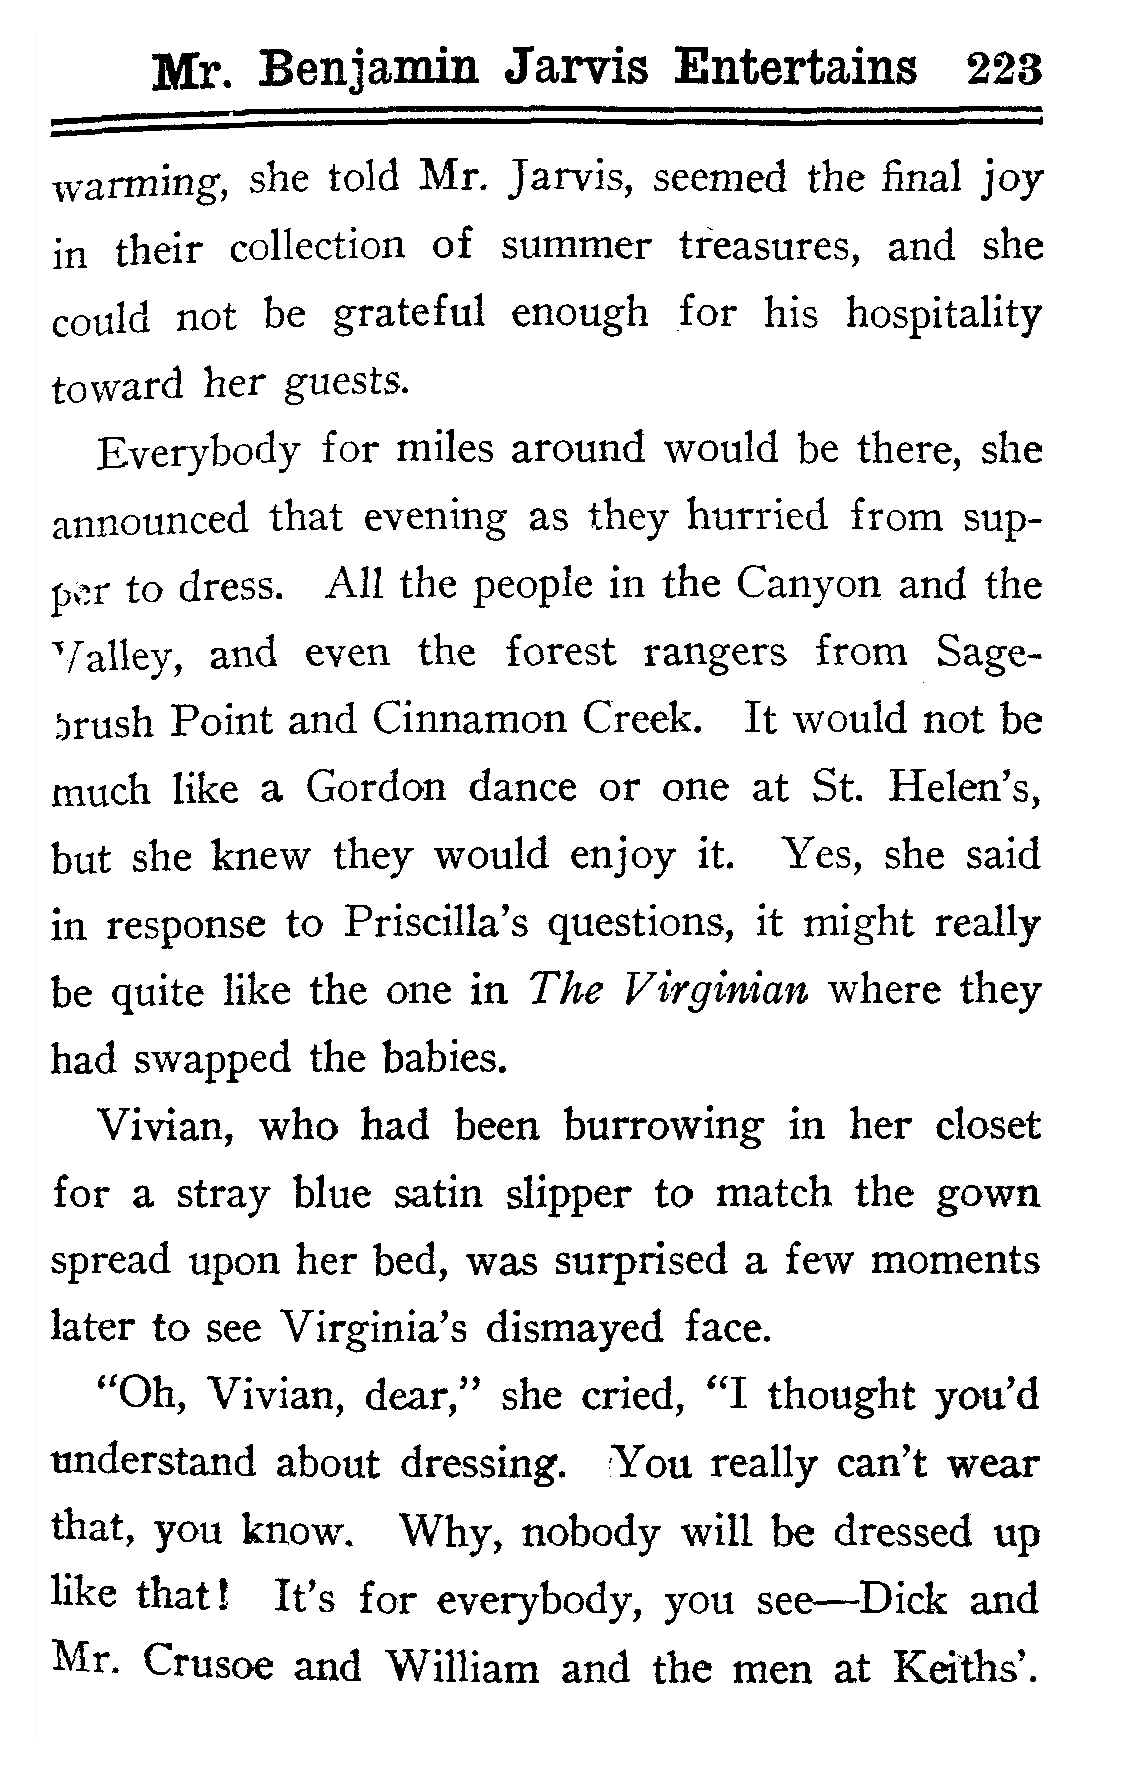 Mr. Benjamin Jarvis Entertains 223
warming, she told Mr. Jarvis, seemed the final joy
in their collection of summer treasures, and she
could not be grateful enough for his hospitality
toward her guests.
Everybody for miles around would be there, she
announced that evening as they hurried from sup-
per to dress. All the people in the Canyon and the
Valley, and even the forest rangers from Sage-
brush Point and Cinnamon Creek. It would not be
much like a Gordon dance or one at St. Helen's,
but she knew they would enjoy it. Yes, she said
in response to Priscilla's questions, it might really
be quite like the one in The Virginian where they
had swapped the babies.
Vivian, who had been burrowing in her closet
for a stray blue satin slipper to match the gown
spread upon her bed, was surprised a few moments
later to see Virginia's dismayed face.
"Oh, Vivian, dear," she cried, "I thought you'd
understand about dressing. You really can't wear
that, you know. Why, nobody will be dressed up
like that! It's for everybody, you see—Dick and
Mr. Crusoe and William and the men at Keiths'.